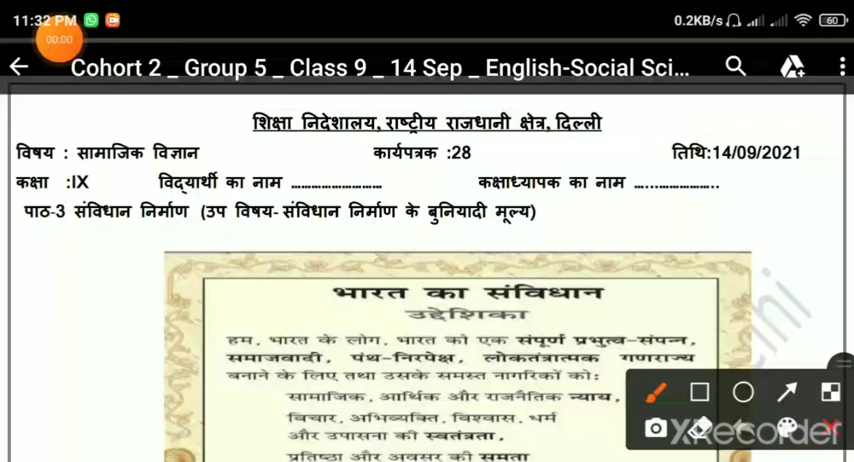 11:32 PM 0.2KB/s 60
00:00
Cohort 2 _ Group 5 _ Class 9 _ 14 Sep _ English-Social Sci...
शिक्षा निदेशालय, राष्ट्रीय राजधानी क्षेत्र, दिल्ली
विषय : सामाजिक विज्ञान कार्यपत्रक :28 तिथि:14/09/2021
कक्षा :IX विद्यार्थी का नाम ........................... कक्षाध्यापक का नाम ........................
पाठ-3 संविधान निर्माण (उप विषय- संविधान निर्माण के बुनियादी मूल्य)
भारत का संविधान
उद्देशिका
हम, भारत के लोग, भारत को एक संपूर्ण प्रभुत्व-संपन्न,
समाजवादी, पंथ-निरपेक्ष, लोकतंत्रात्मक गणराज्य
बनाने के लिए तथा उसके समस्त नागरिकों को:
सामाजिक, आर्थिक और राजनैतिक न्याय,
विचार, अभिव्यक्ति, विश्वास, धर्म
और उपासना की स्वतंत्रता,
प्रतिष्ठा और अवसर की समता
XRecorder